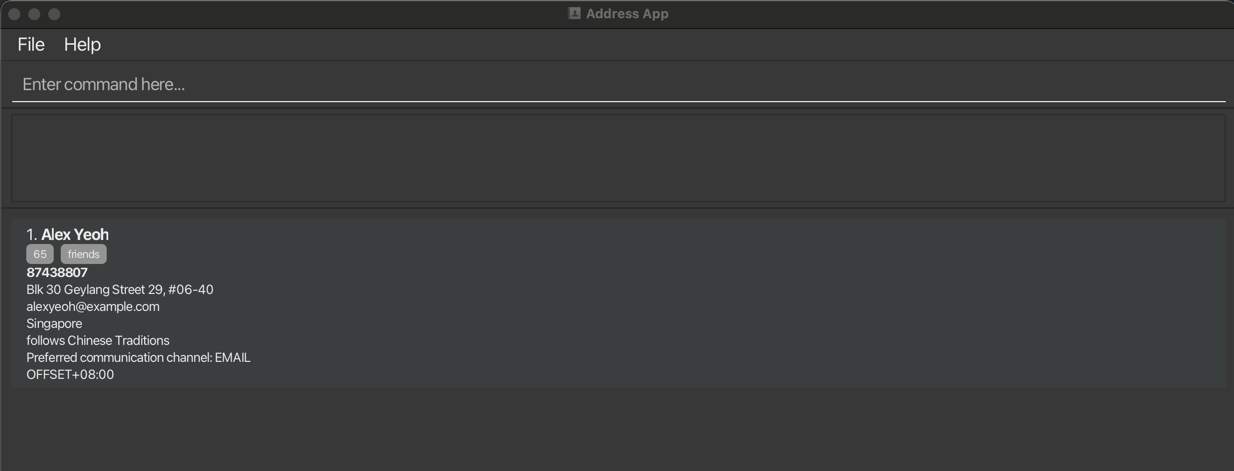 Address App
File Help
Enter command here...
1. Alex Yeoh
65 friends
87438807
Blk 30 Geylang Street 29, #06-40
alexyeoh@example.com
Singapore
follows Chinese Traditions
Preferred communication channel: EMAIL
OFFSET+08:00